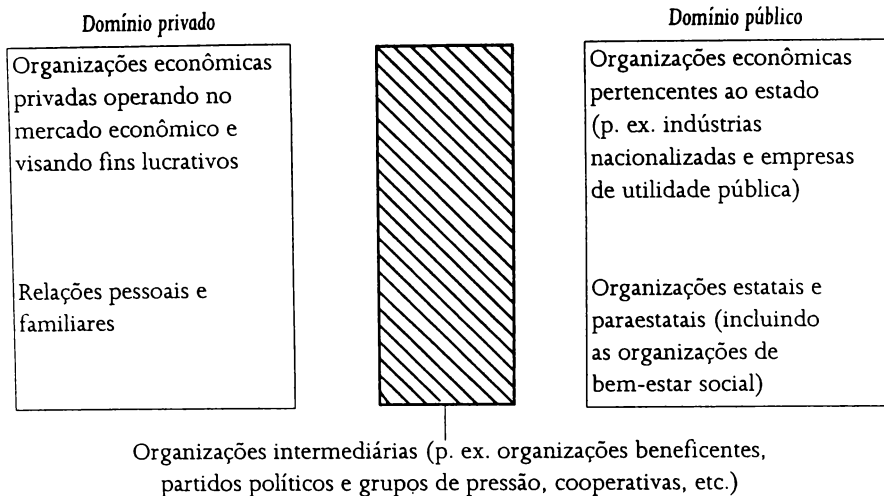 Domínio privado
Organizações econômicas
privadas operando no
mercado econômico e
visando fins lucrativos
Relações pessoais e
familiares
Domínio público
Organizações econômicas
pertencentes ao estado
(p. ex. indústrias
nacionalizadas e empresas
de utilidade pública)
Organizações estatais e
paraestatais (incluindo
as organizações de
bem-estar social)
Organizações intermediárias (p. ex. organizações beneficentes,
partidos políticos e grupos de pressão, cooperativas, etc.)